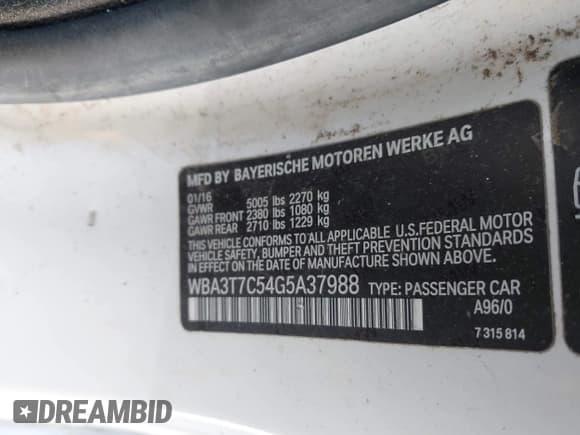 MFD BY BAYERISCHE MOTOREN WERKE AG
01/16
GVWR 5005 lbs 2270 kg
GAWR FRONT 2380 lbs 1080 kg
GAWR REAR 2710 lbs 1229 kg
THIS VEHICLE CONFORMS TO ALL APPLICABLE U.S.FEDERAL MOTOR
VEHICLE SAFETY, BUMPER AND THEFT PREVENTION STANDARDS
IN EFFECT ON THE DATE OF MANUFACTURE SHOWN ABOVE.
WBA3T7C54G5A37988 TYPE: PASSENGER CAR
A96/0
7 315 814
DREAMBID